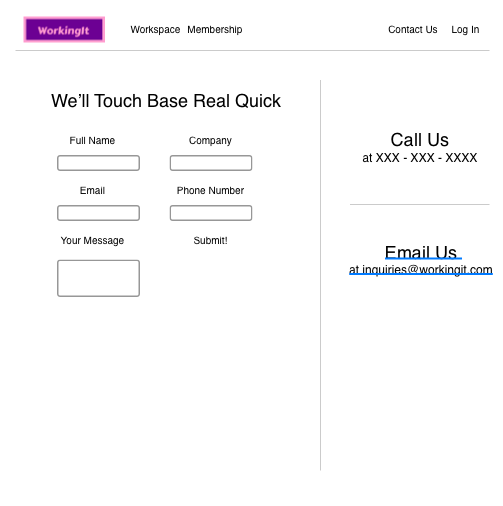 WorkingIt
Workspace Membership
Contact Us Log In
We'll Touch Base Real Quick
Full Name
Company
Email
Phone Number
Your Message
Submit!
Call Us
at XXX - XXX - XXXX
Email Us
at inquiries@workingit.com